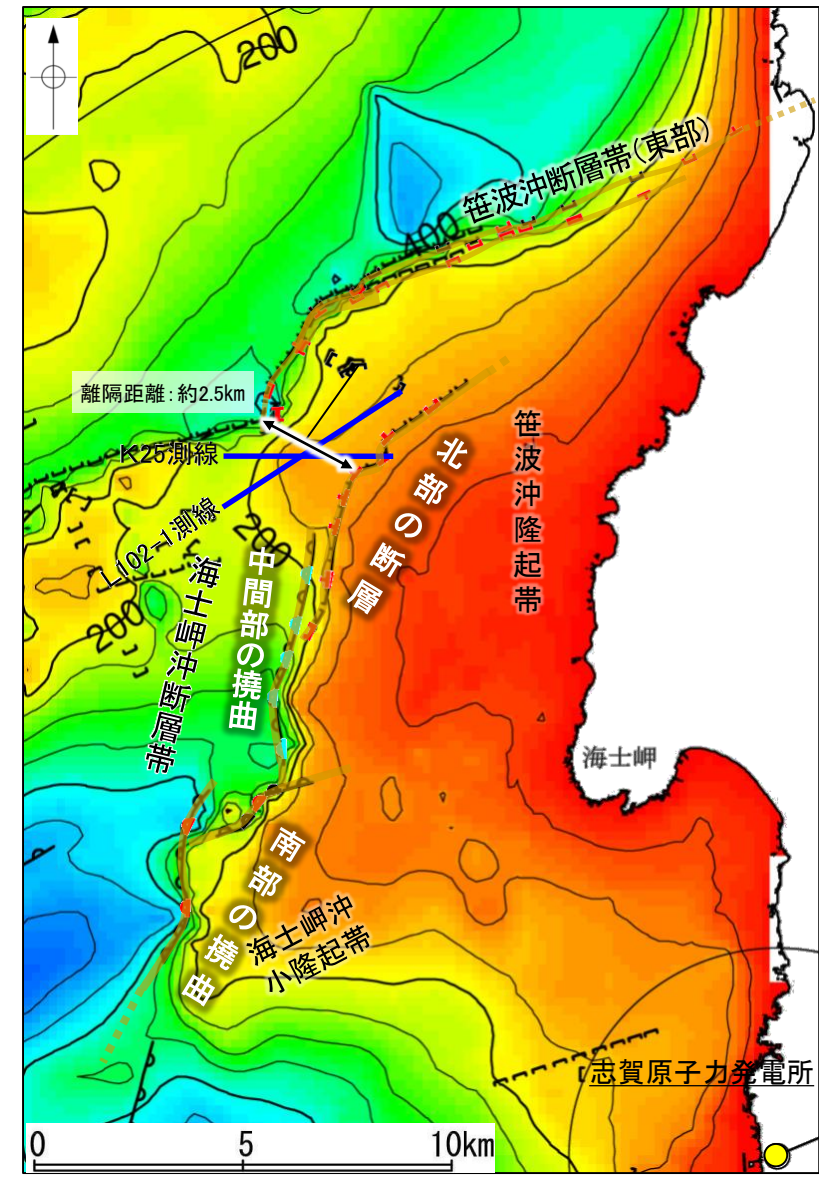 200
笹波沖断層帯(東部)
400
離隔距離:約2.5km
K25測線
L102-1測線
200
200
北部の断層
笹波沖隆起帯
中間部の撓曲
海士岬沖断層帯
海士岬
南部の撓曲
海士岬沖
小隆起帯
志賀原子力発電所
0 5 10km